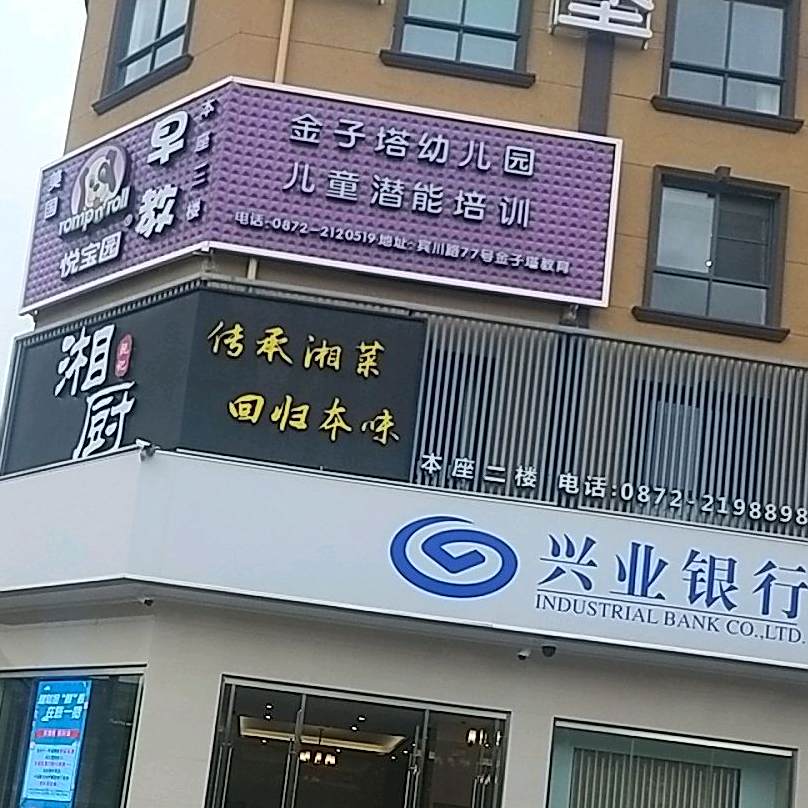 堡
美国
romp n' roll
悦宝园
早教
本座三楼
金子塔幼儿园
儿童潜能培训
电话:0872-2120519 地址:宾川路77号金子塔教育
湘厨
传承湘菜
回归本味
本座二楼 电话:0872-2198898
兴业银行
INDUSTRIAL BANK CO.,LTD.